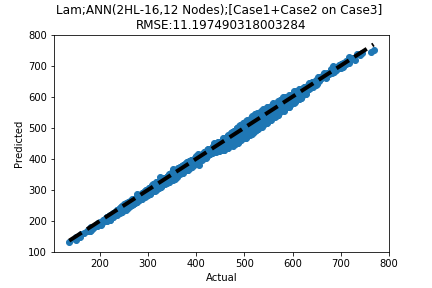 Lam;ANN(2HL-16,12 Nodes);[Case1+Case2 on Case3]
RMSE:11.197490318003284
800
700
600
500
400
300
200
100
Predicted
200 300 400 500 600 700 800
Actual